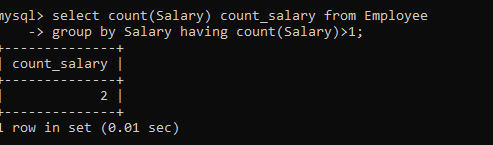 mysql> select count(Salary) count_salary from Employee
    -> group by Salary having count(Salary)>1;
+--------------+
| count_salary |
+--------------+
|            2 |
+--------------+
1 row in set (0.01 sec)